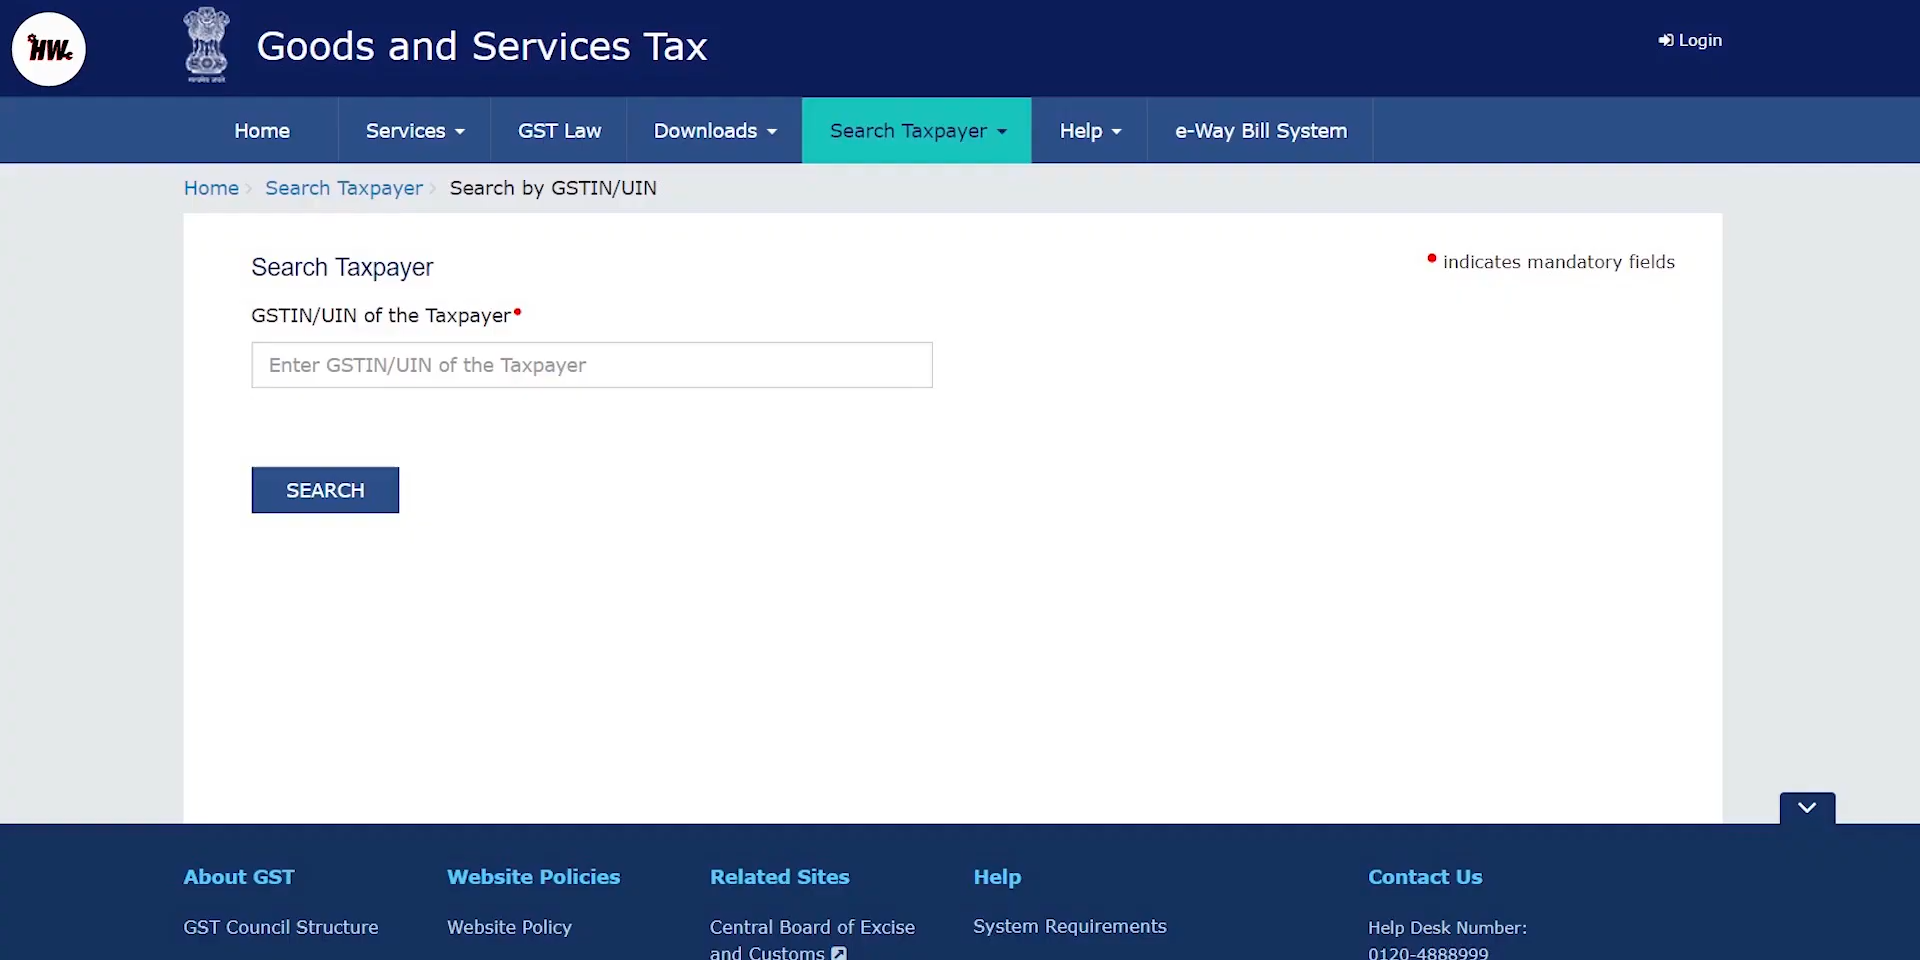 HW
Goods and Services Tax
Login
Home
Services
GST Law
Downloads
Search Taxpayer
Help
e-Way Bill System
Home
Search Taxpayer
Search by GSTIN/UIN
Search Taxpayer
indicates mandatory fields
GSTIN/UIN of the Taxpayer
Enter GSTIN/UIN of the Taxpayer
SEARCH
About GST
Website Policies
Related Sites
Help
Contact Us
GST Council Structure
Website Policy
Central Board of Excise
and Customs
System Requirements
Help Desk Number:
0120-4888999